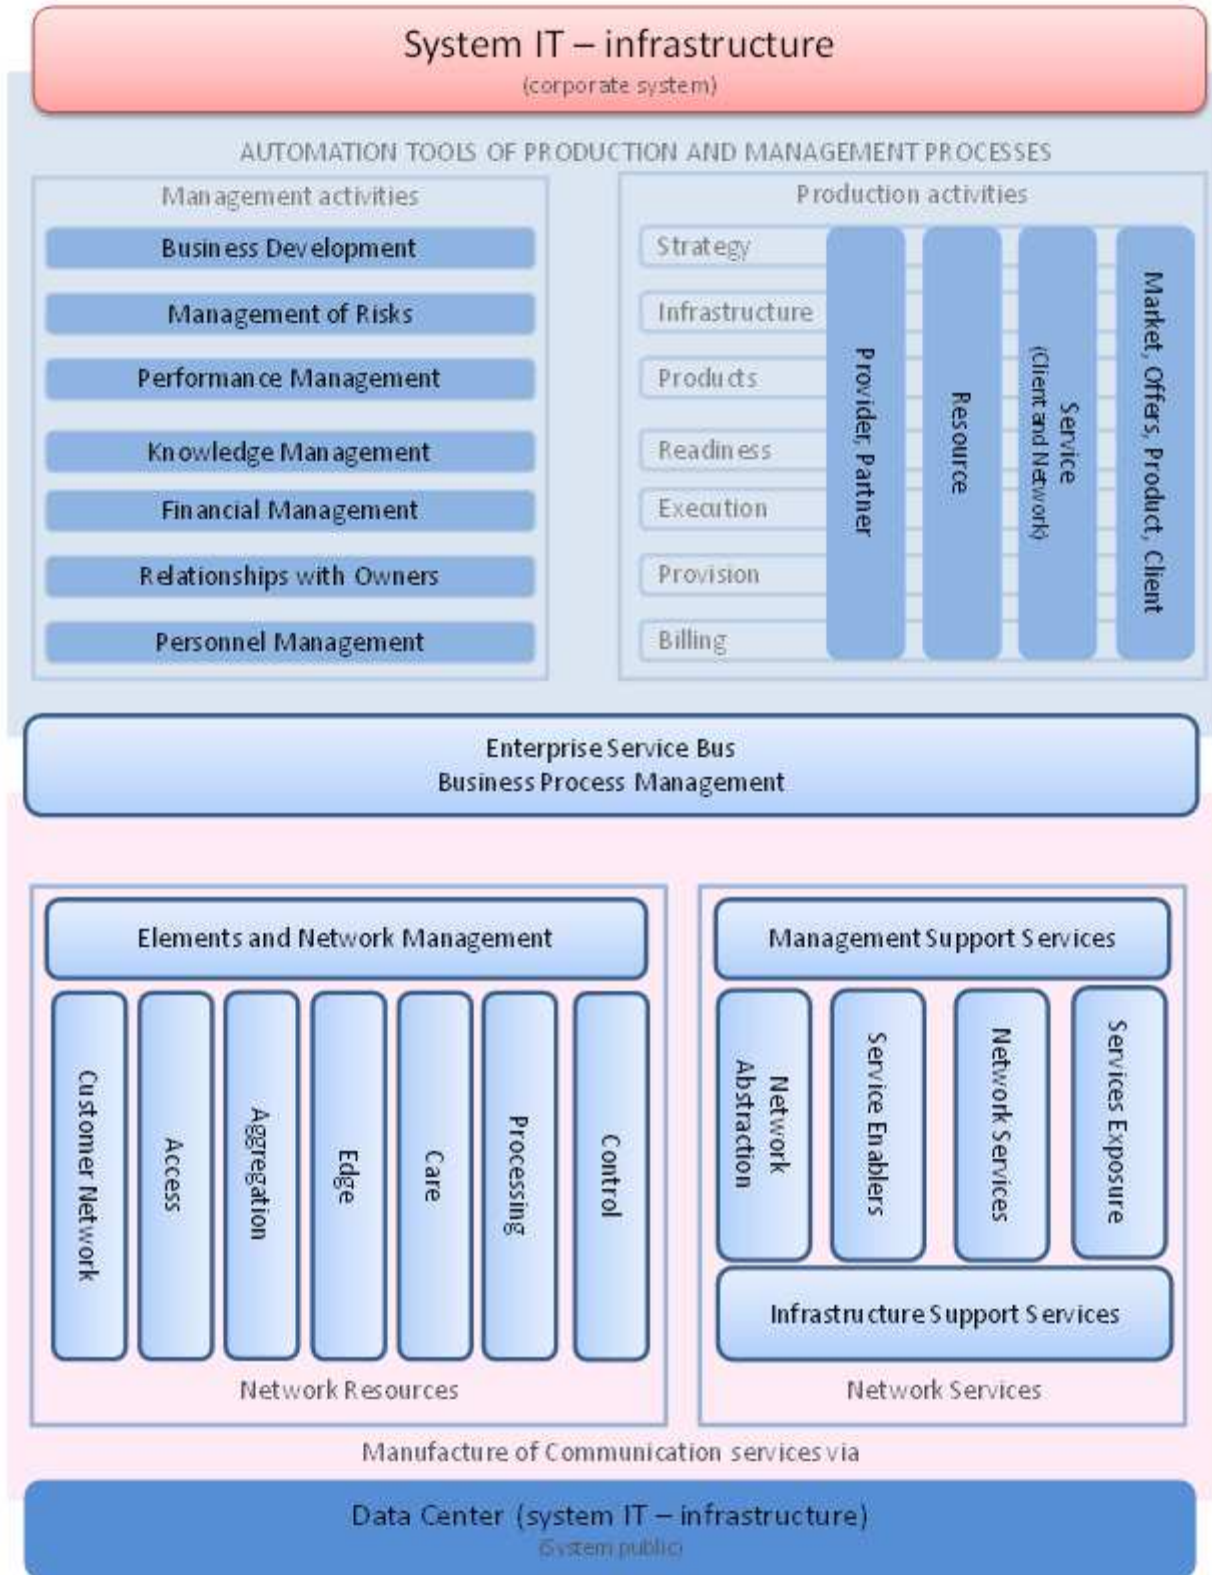 System IT – infrastructure
(corporate system)
AUTOMATION TOOLS OF PRODUCTION AND MANAGEMENT PROCESSES
Management activities
Business Development
Management of Risks
Performance Management
Knowledge Management
Financial Management
Relationships with Owners
Personnel Management
Production activities
Strategy
Infrastructure
Products
Readiness
Execution
Provision
Billing
Provider, Partner
Resource
Service
(Client and Network)
Market, Offers, Product, Client
Enterprise Service Bus
Business Process Management
Elements and Network Management
Customer Network
Access
Aggregation
Edge
Care
Processing
Control
Network Resources
Management Support Services
Network
Abstraction
Service Enablers
Network Services
Services Exposure
Infrastructure Support Services
Network Services
Manufacture of Communication services via
Data Center (system IT – infrastructure)
(System public)